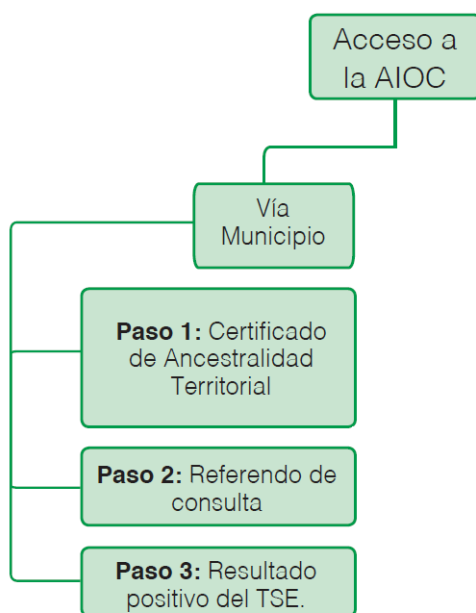 Acceso a
la AIOC
Vía
Municipio
Paso 1: Certificado
de Ancestralidad
Territorial
Paso 2: Referendo de
consulta
Paso 3: Resultado
positivo del TSE.